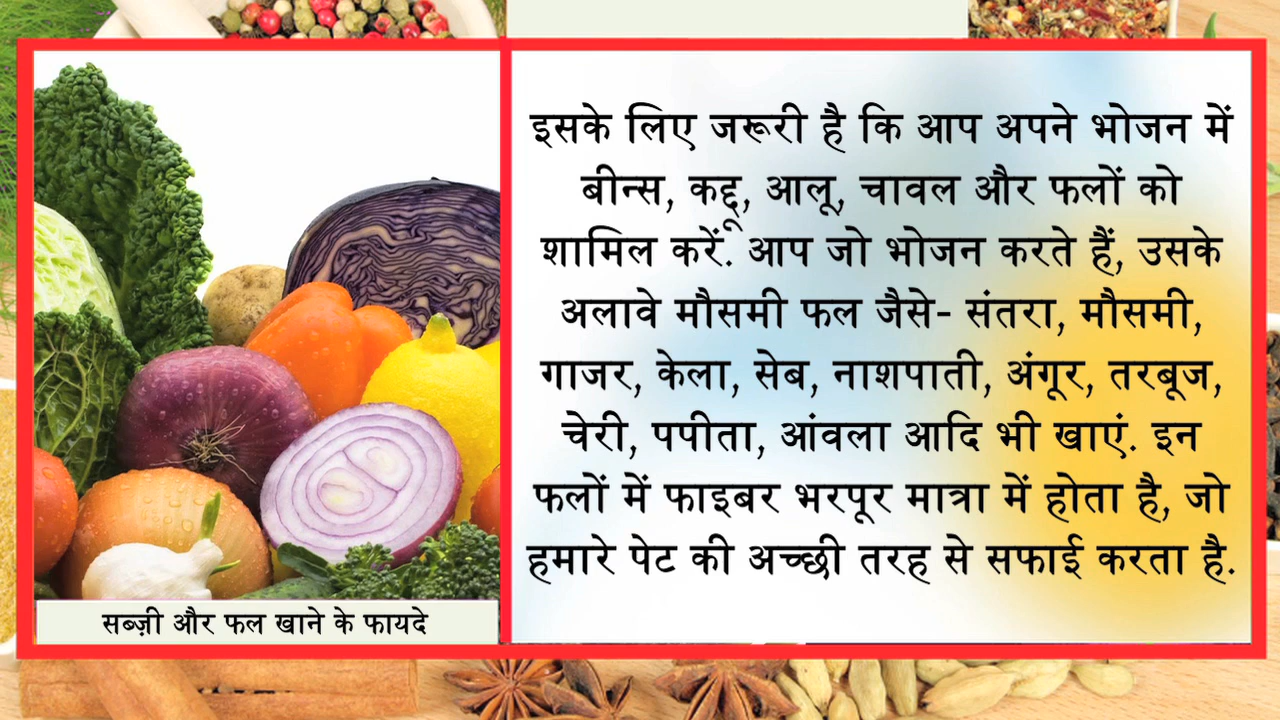 इसके लिए जरूरी है कि आप अपने भोजन में
बीन्स, कद्दू, आलू, चावल और फलों को
शामिल करें. आप जो भोजन करते हैं, उसके
अलावे मौसमी फल जैसे- संतरा, मौसमी,
गाजर, केला, सेब, नाशपाती, अंगूर, तरबूज,
चेरी, पपीता, आंवला आदि भी खाएं. इन
फलों में फाइबर भरपूर मात्रा में होता है, जो
हमारे पेट की अच्छी तरह से सफाई करता है.
सब्ज़ी और फल खाने के फायदे